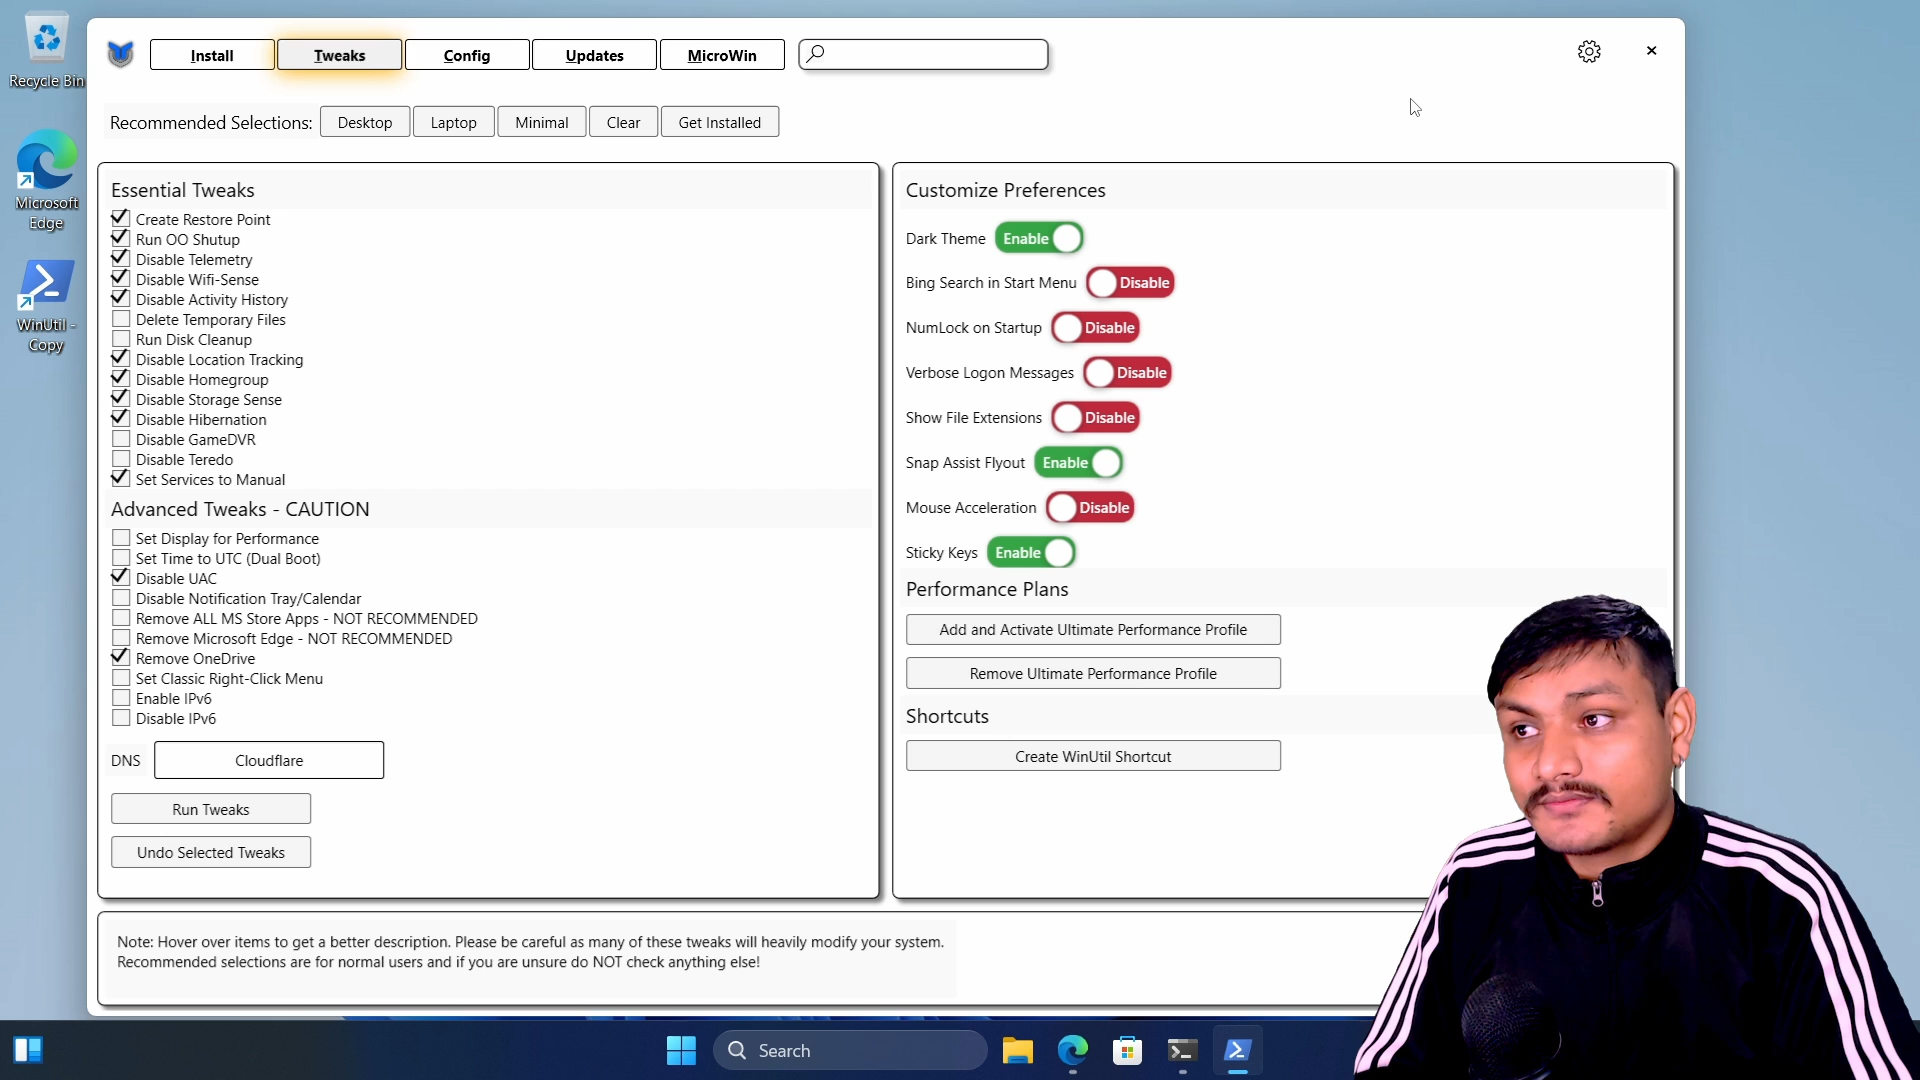 Recycle Bin
Microsoft
Edge
WinUtil -
Copy
Install
Tweaks
Config
Updates
MicroWin
Recommended Selections:
Desktop
Laptop
Minimal
Clear
Get Installed
Essential Tweaks
Create Restore Point
Run OO Shutup
Disable Telemetry
Disable Wifi-Sense
Disable Activity History
Delete Temporary Files
Run Disk Cleanup
Disable Location Tracking
Disable Homegroup
Disable Storage Sense
Disable Hibernation
Disable GameDVR
Disable Teredo
Set Services to Manual
Advanced Tweaks - CAUTION
Set Display for Performance
Set Time to UTC (Dual Boot)
Disable UAC
Disable Notification Tray/Calendar
Remove ALL MS Store Apps - NOT RECOMMENDED
Remove Microsoft Edge - NOT RECOMMENDED
Remove OneDrive
Set Classic Right-Click Menu
Enable IPv6
Disable IPv6
DNS
Cloudflare
Run Tweaks
Undo Selected Tweaks
Customize Preferences
Dark Theme Enable
Bing Search in Start Menu Disable
NumLock on Startup Disable
Verbose Logon Messages Disable
Show File Extensions Disable
Snap Assist Flyout Enable
Mouse Acceleration Disable
Sticky Keys Enable
Performance Plans
Add and Activate Ultimate Performance Profile
Remove Ultimate Performance Profile
Shortcuts
Create WinUtil Shortcut
Note: Hover over items to get a better description. Please be careful as many of these tweaks will heavily modify your system.
Recommended selections are for normal users and if you are unsure do NOT check anything else!
Search